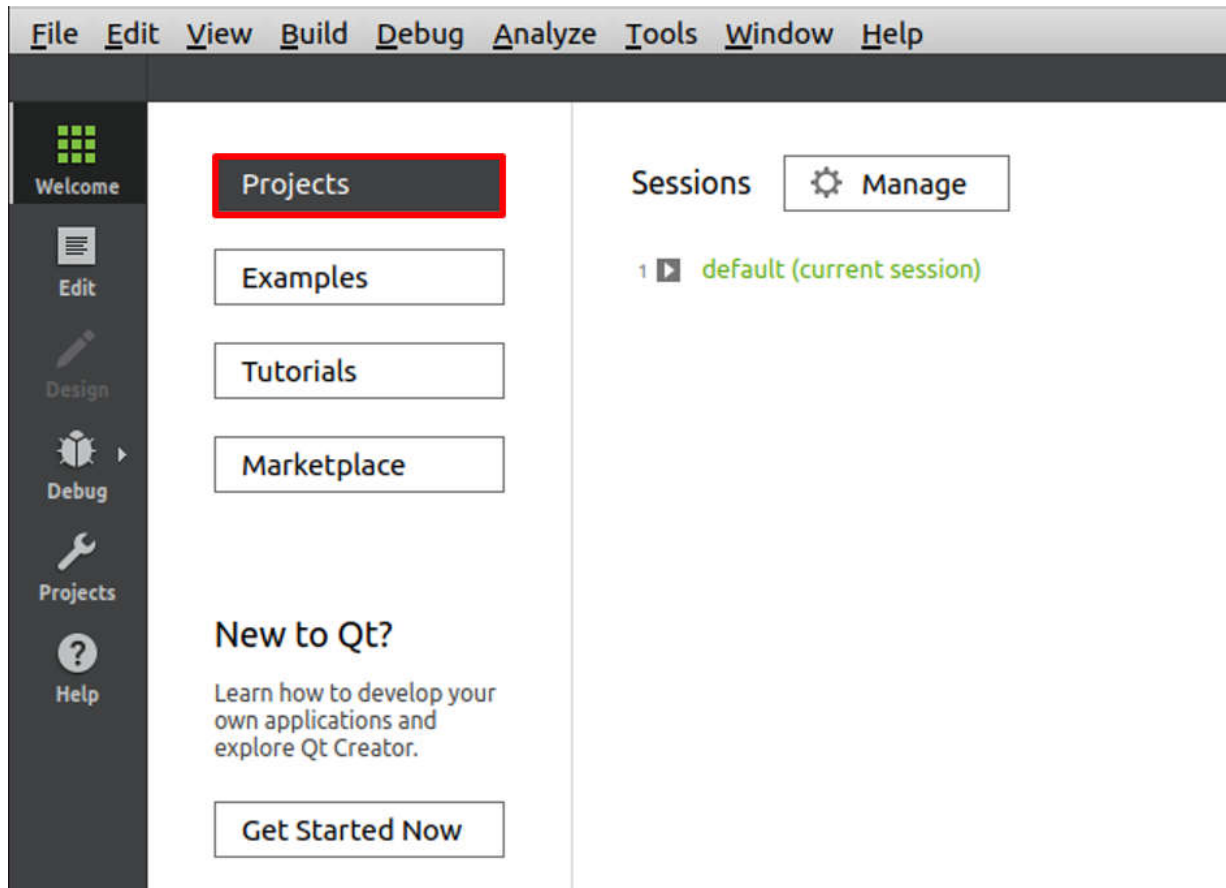 File Edit View Build Debug Analyze Tools Window Help
Welcome
Edit
Design
Debug
Projects
Help
Projects
Examples
Tutorials
Marketplace
New to Qt?
Learn how to develop your
own applications and
explore Qt Creator.
Get Started Now
Sessions Manage
1 default (current session)